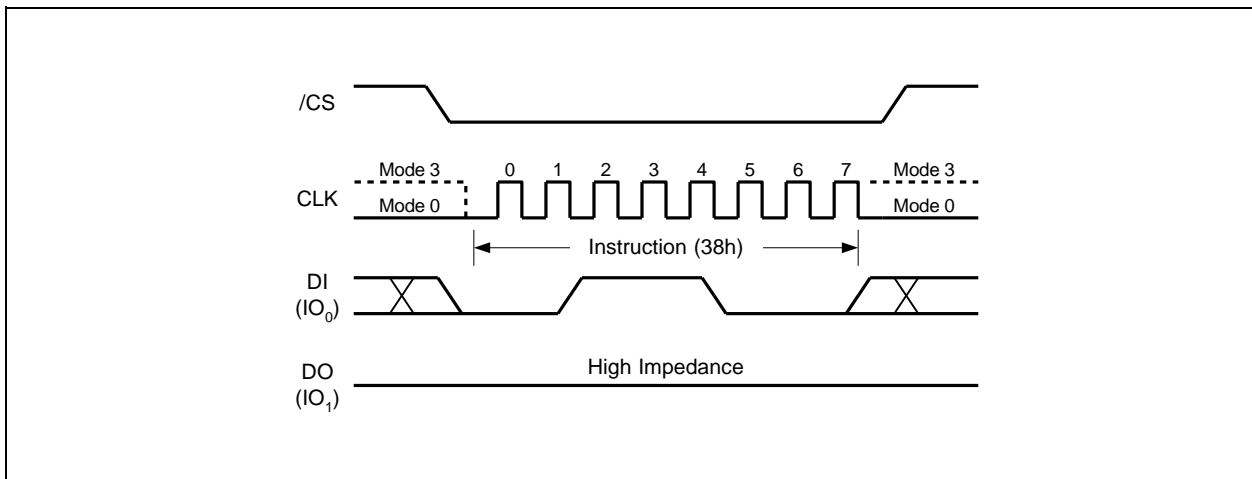 /CS
Mode 3 0 1 2 3 4 5 6 7 Mode 3
CLK
Mode 0 Mode 0
Instruction (38h)
DI
(IO0)
High Impedance
DO
(IO1)